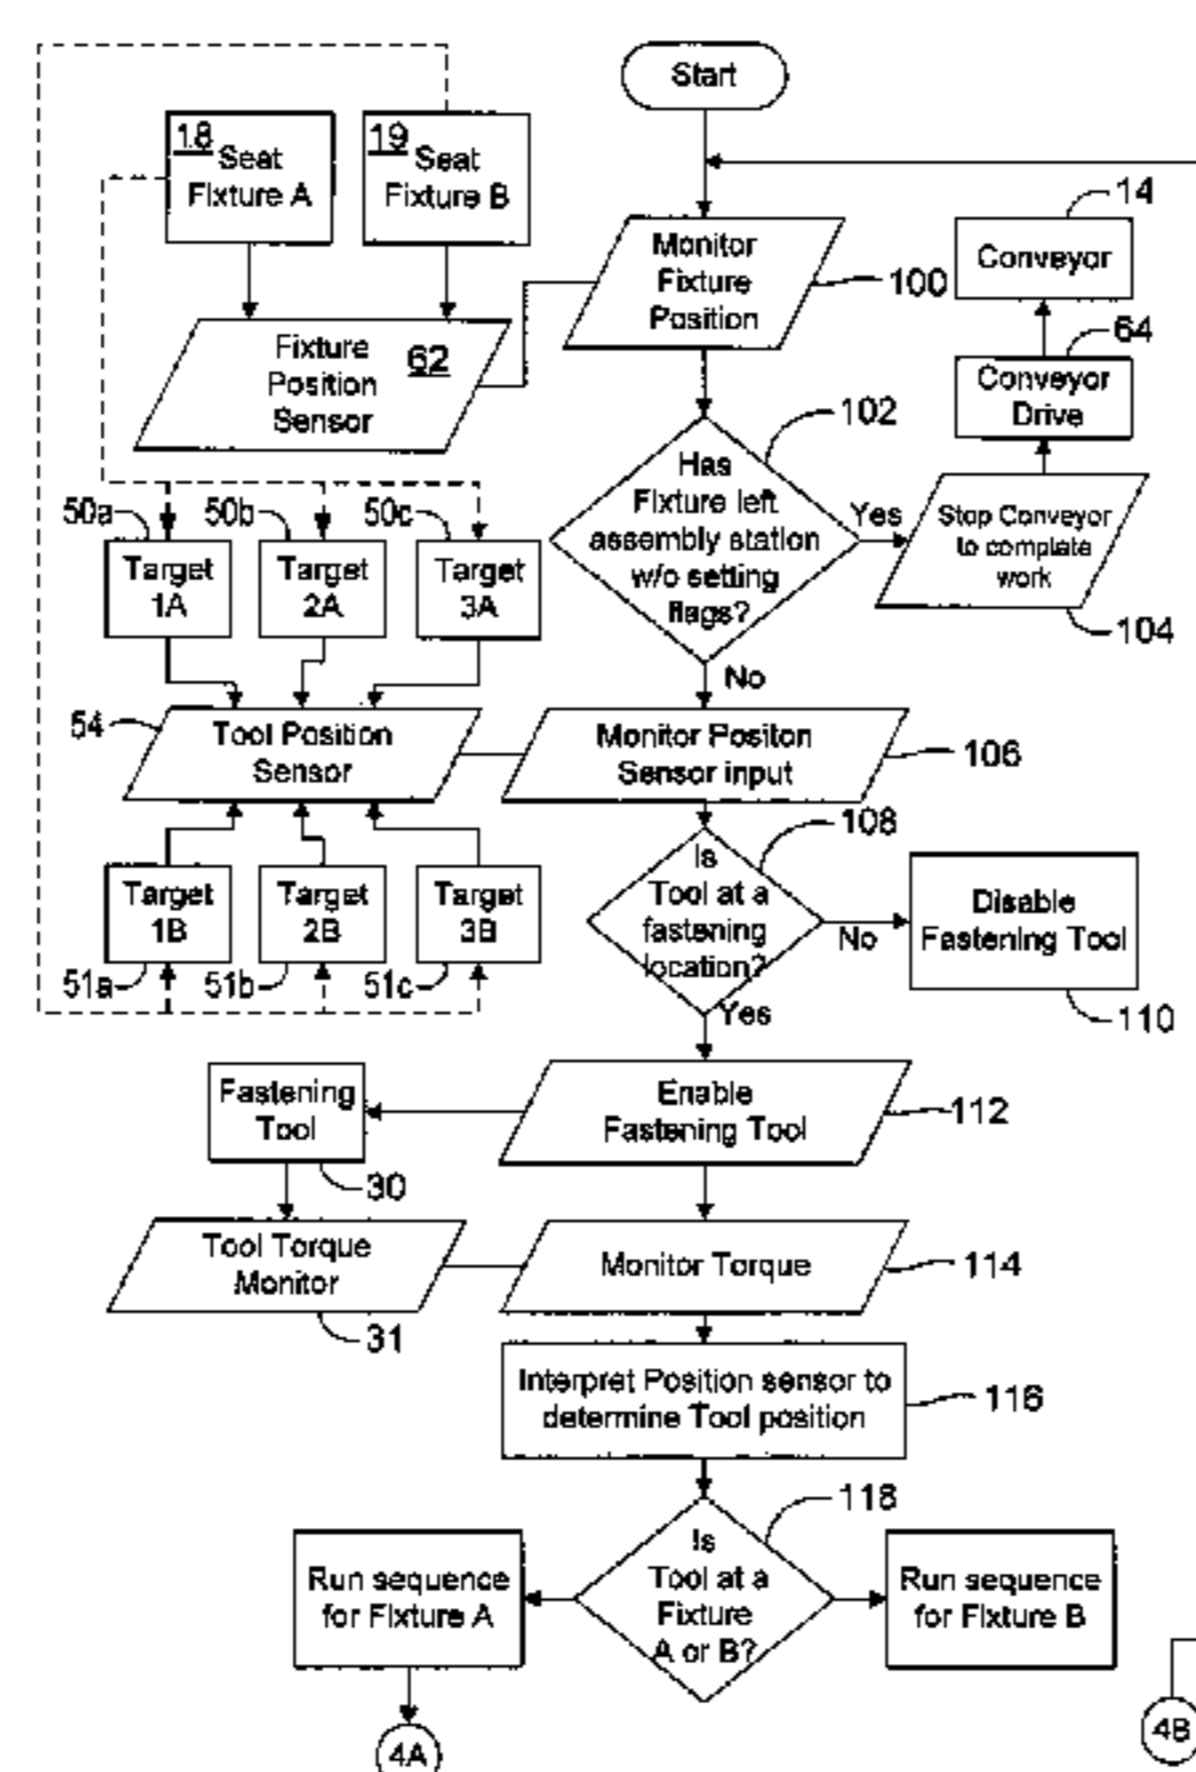 Start
18
Seat
Fixture A
19
Seat
Fixture B
Monitor
Fixture
Position
100
14
Conveyor
64
Conveyor
Drive
Fixture
Position
Sensor
62
102
Has
Fixture left
assembly station
w/o setting
flags?
Yes
Stop Conveyor
to complate
work
104
No
50a
50b
50c
Target
1A
Target
2A
Target
3A
54
Tool Position
Sensor
Monitor Positon
Sensor input
106
108
Is
Tool at a
fastening
location?
No
Disable
Fastening Tool
110
Yes
Target
1B
Target
2B
Target
3B
51a
51b
51c
Fastening
Tool
30
Enable
Fastening Tool
112
Tool Torque
Monitor
31
Monitor Torque
114
Interpret Position sensor to
determine Tool position
116
118
Is
Tool at a
Fixture
A or B?
Run sequence
for Fixture A
Run sequence
for Fixture B
4A
4B